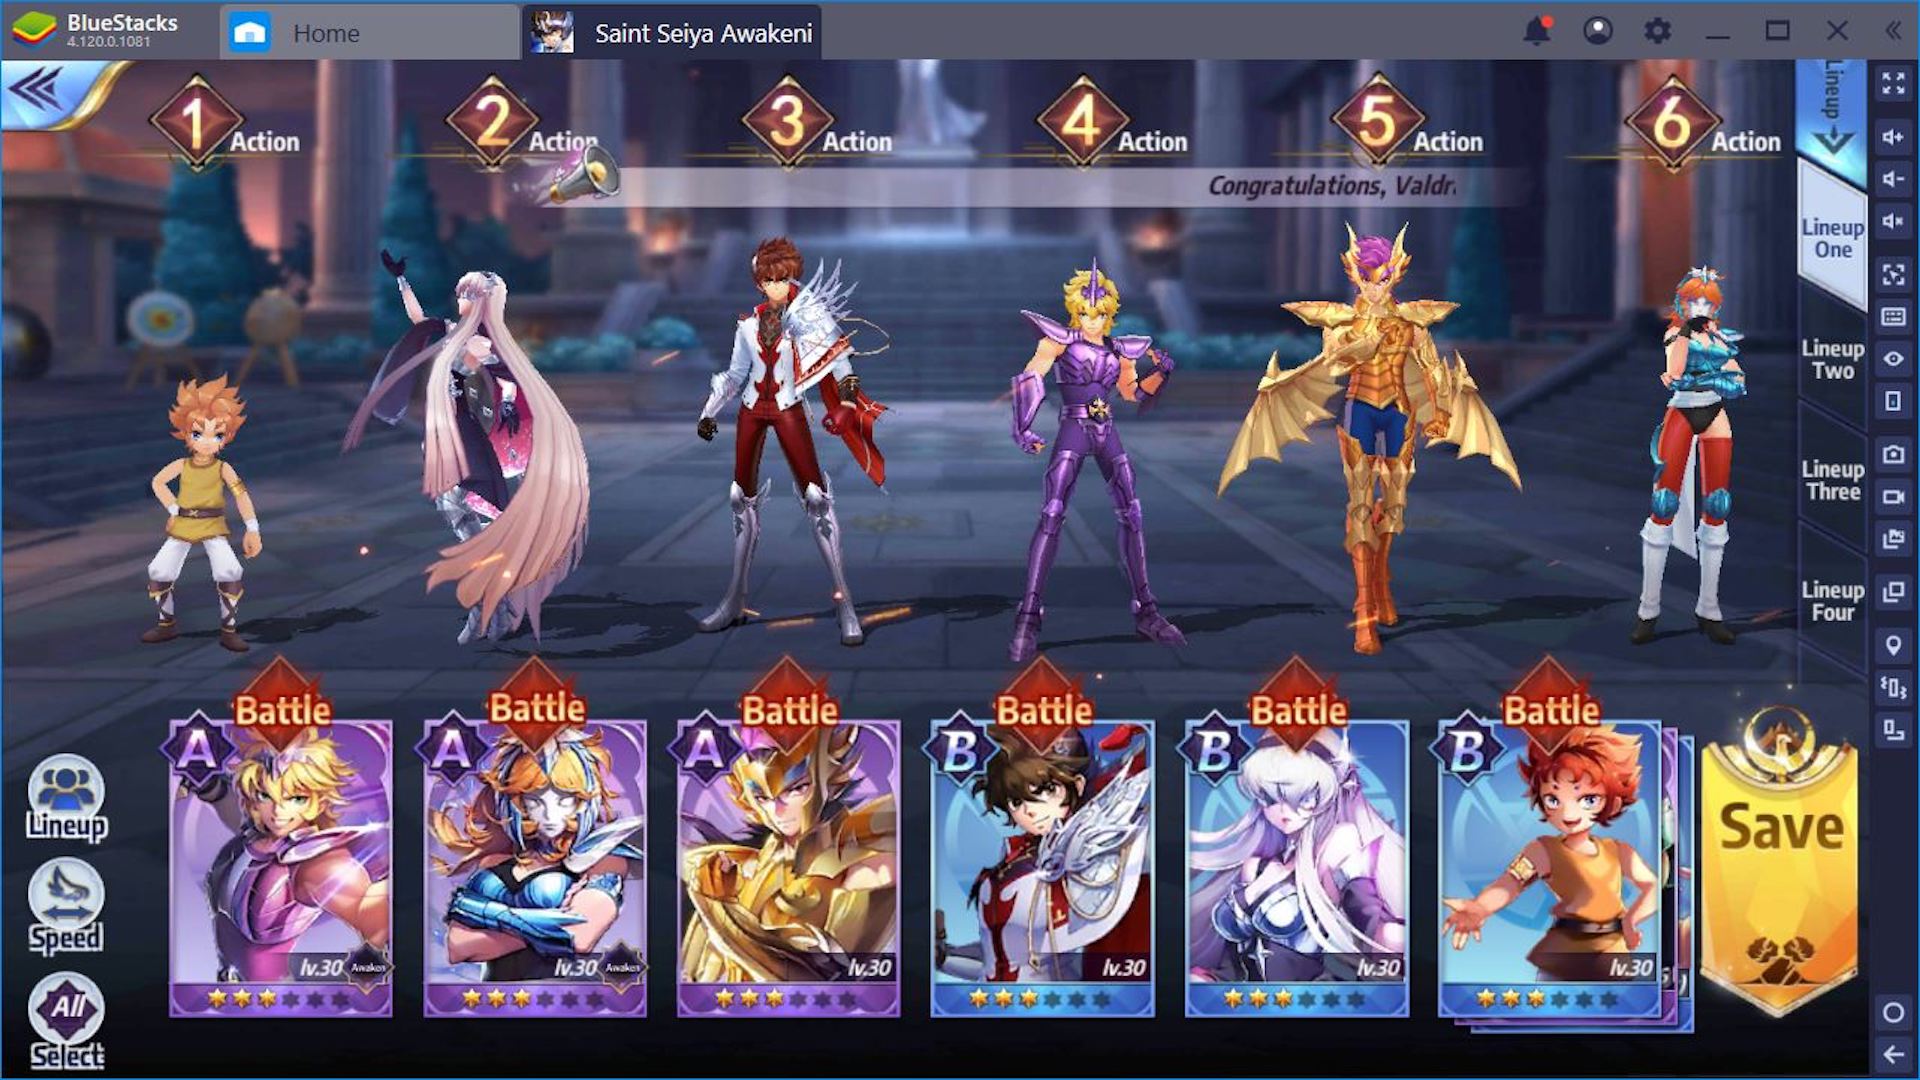 BlueStacks
4.120.0.1081
Home
Saint Seiya Awakeni
1 Action
2 Action
3 Action
4 Action
5 Action
6 Action
Congratulations, Valdr
Lineup
Lineup
One
Lineup
Two
Lineup
Three
Lineup
Four
Battle
Battle
Battle
Battle
Battle
Battle
A
A
A
B
B
B
Lineup
Speed
All
Select
lv.30 Awaken
lv.30 Awaken
lv.30
lv.30
lv.30
lv.30
Save